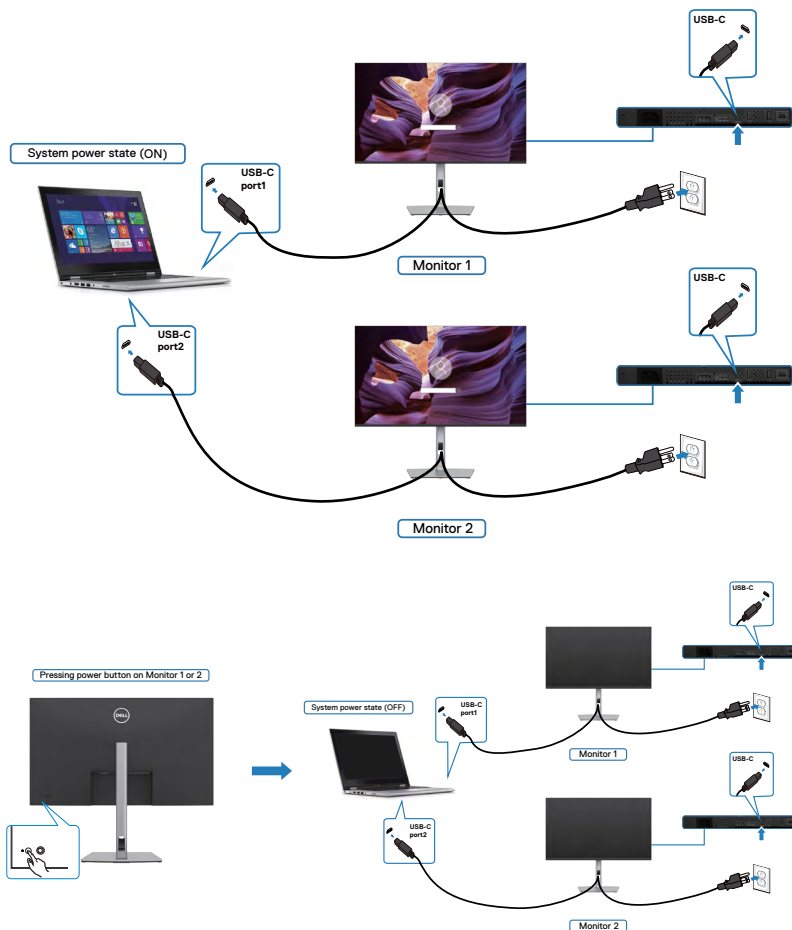 USB-C
System power state (ON)
USB-C
port1
Monitor 1
USB-C
USB-C
port2
Monitor 2
USB-C
Pressing power button on Monitor 1 or 2
DELL
System power state (OFF)
USB-C
port1
Monitor 1
USB-C
USB-C
port2
Monitor 2